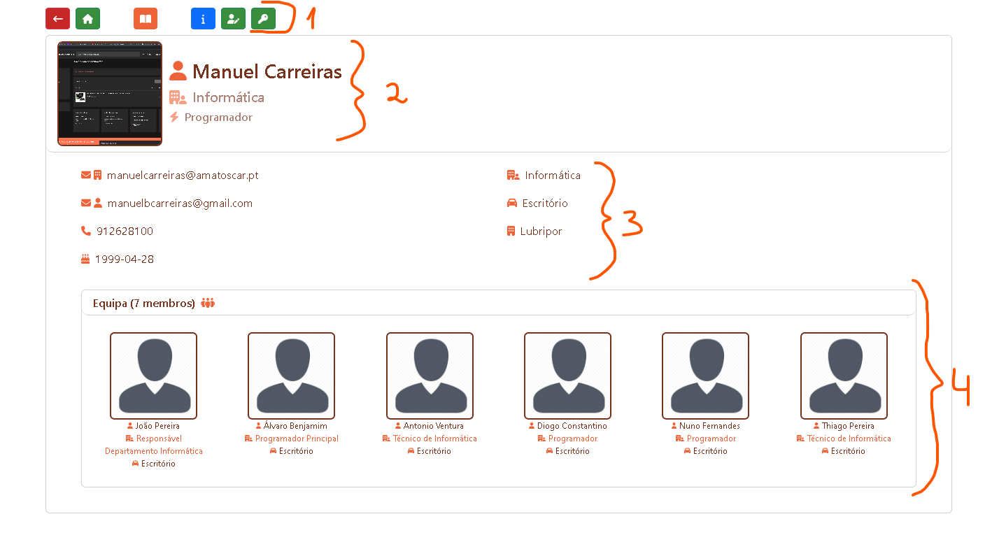 1
Manuel Carreiras
Informática
Programador
2
manuelcarreiras@amatoscar.pt
manuelbcarreiras@gmail.com
912628100
1999-04-28
Informática
Escritório
Lubripor
3
Equipa (7 membros)
João Pereira
Responsável
Departamento Informática
Escritório
Álvaro Benjamim
Programador Principal
Escritório
Antonio Ventura
Técnico de Informática
Escritório
Diogo Constantino
Programador
Escritório
Nuno Fernandes
Programador
Escritório
Thiago Pereira
Técnico de Informática
Escritório
4